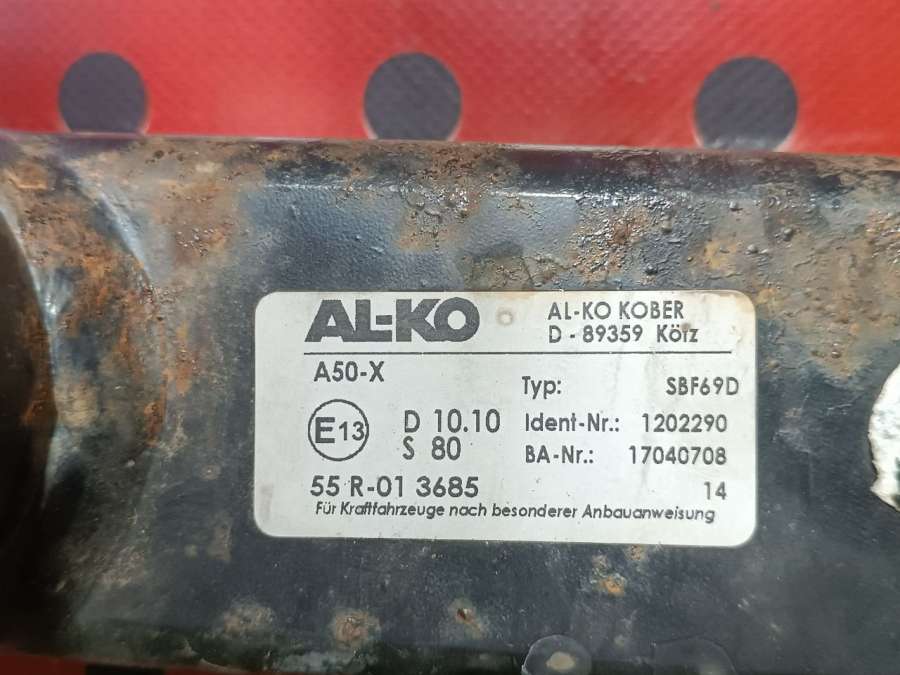 AL-KO
AL-KO KOBER
D - 89359 Kötz
A50-X
Typ: SBF69D
E13
D 10.10
Ident-Nr.: 1202290
S 80
BA-Nr.: 17040708
55 R-01 3685
14
Für Kraftfahrzeuge nach besonderer Anbauanweisung